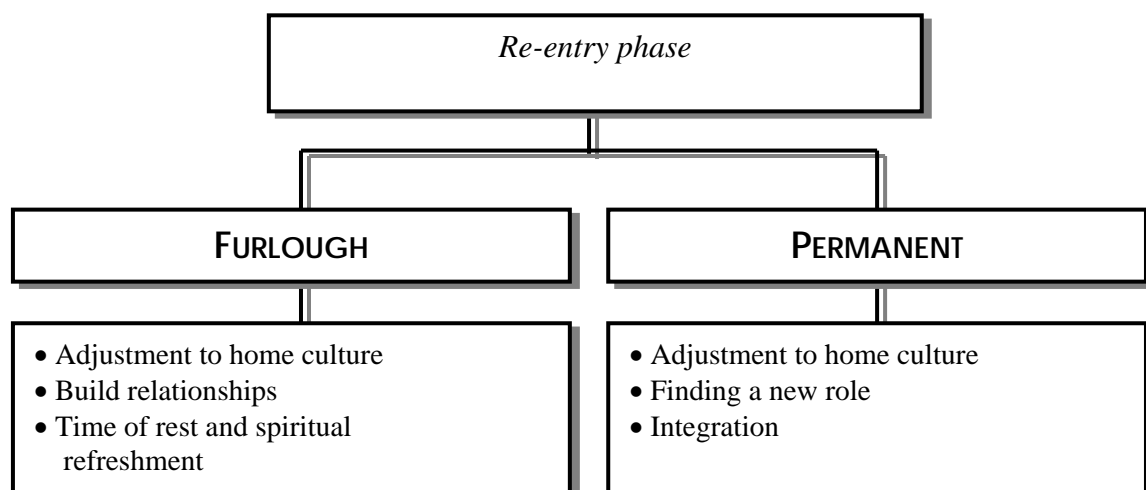 Re-entry phase
FURLOUGH
PERMANENT
• Adjustment to home culture
• Build relationships
• Time of rest and spiritual
refreshment
• Adjustment to home culture
• Finding a new role
• Integration